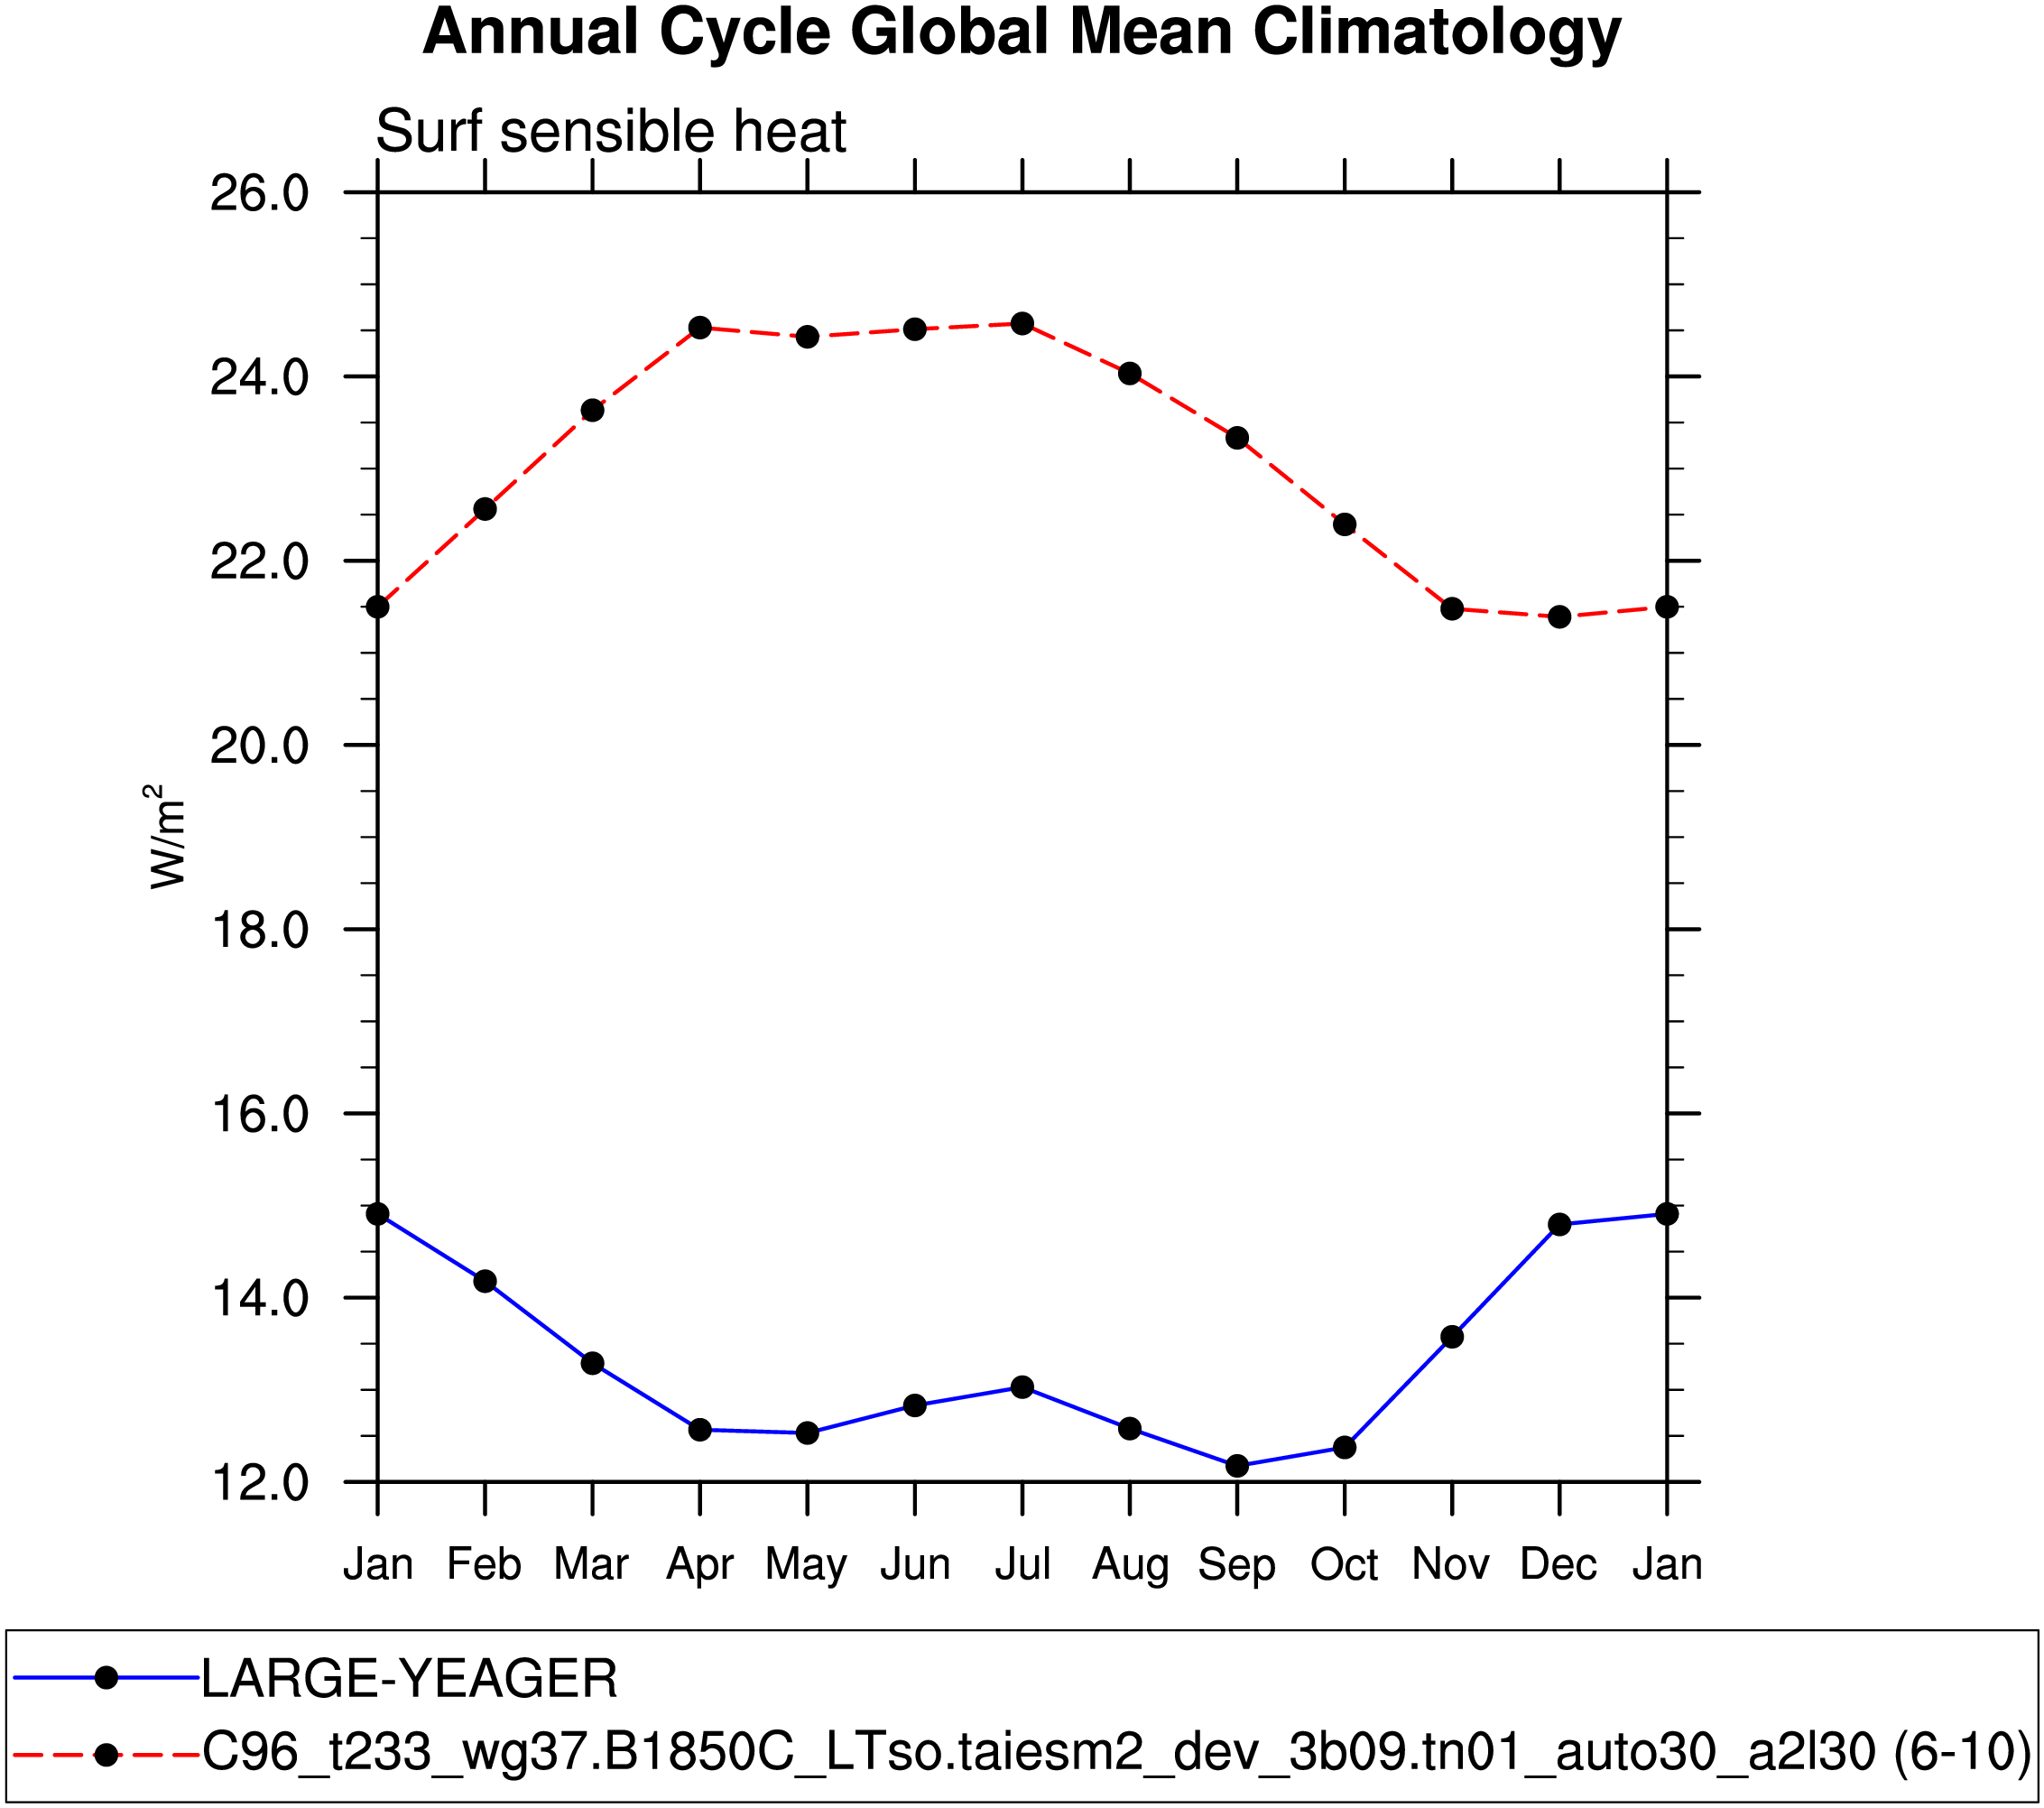 Annual Cycle Global Mean Climatology
Surf sensible heat
26.0
24.0
22.0
20.0
18.0
16.0
14.0
12.0
W/m²
Jan Feb Mar Apr May Jun Jul Aug Sep Oct Nov Dec Jan
LARGE-YEAGER
C96_t233_wg37.B1850C_LTso.taiesm2_dev_3b09.tn01_auto30_a2l30 (6-10)